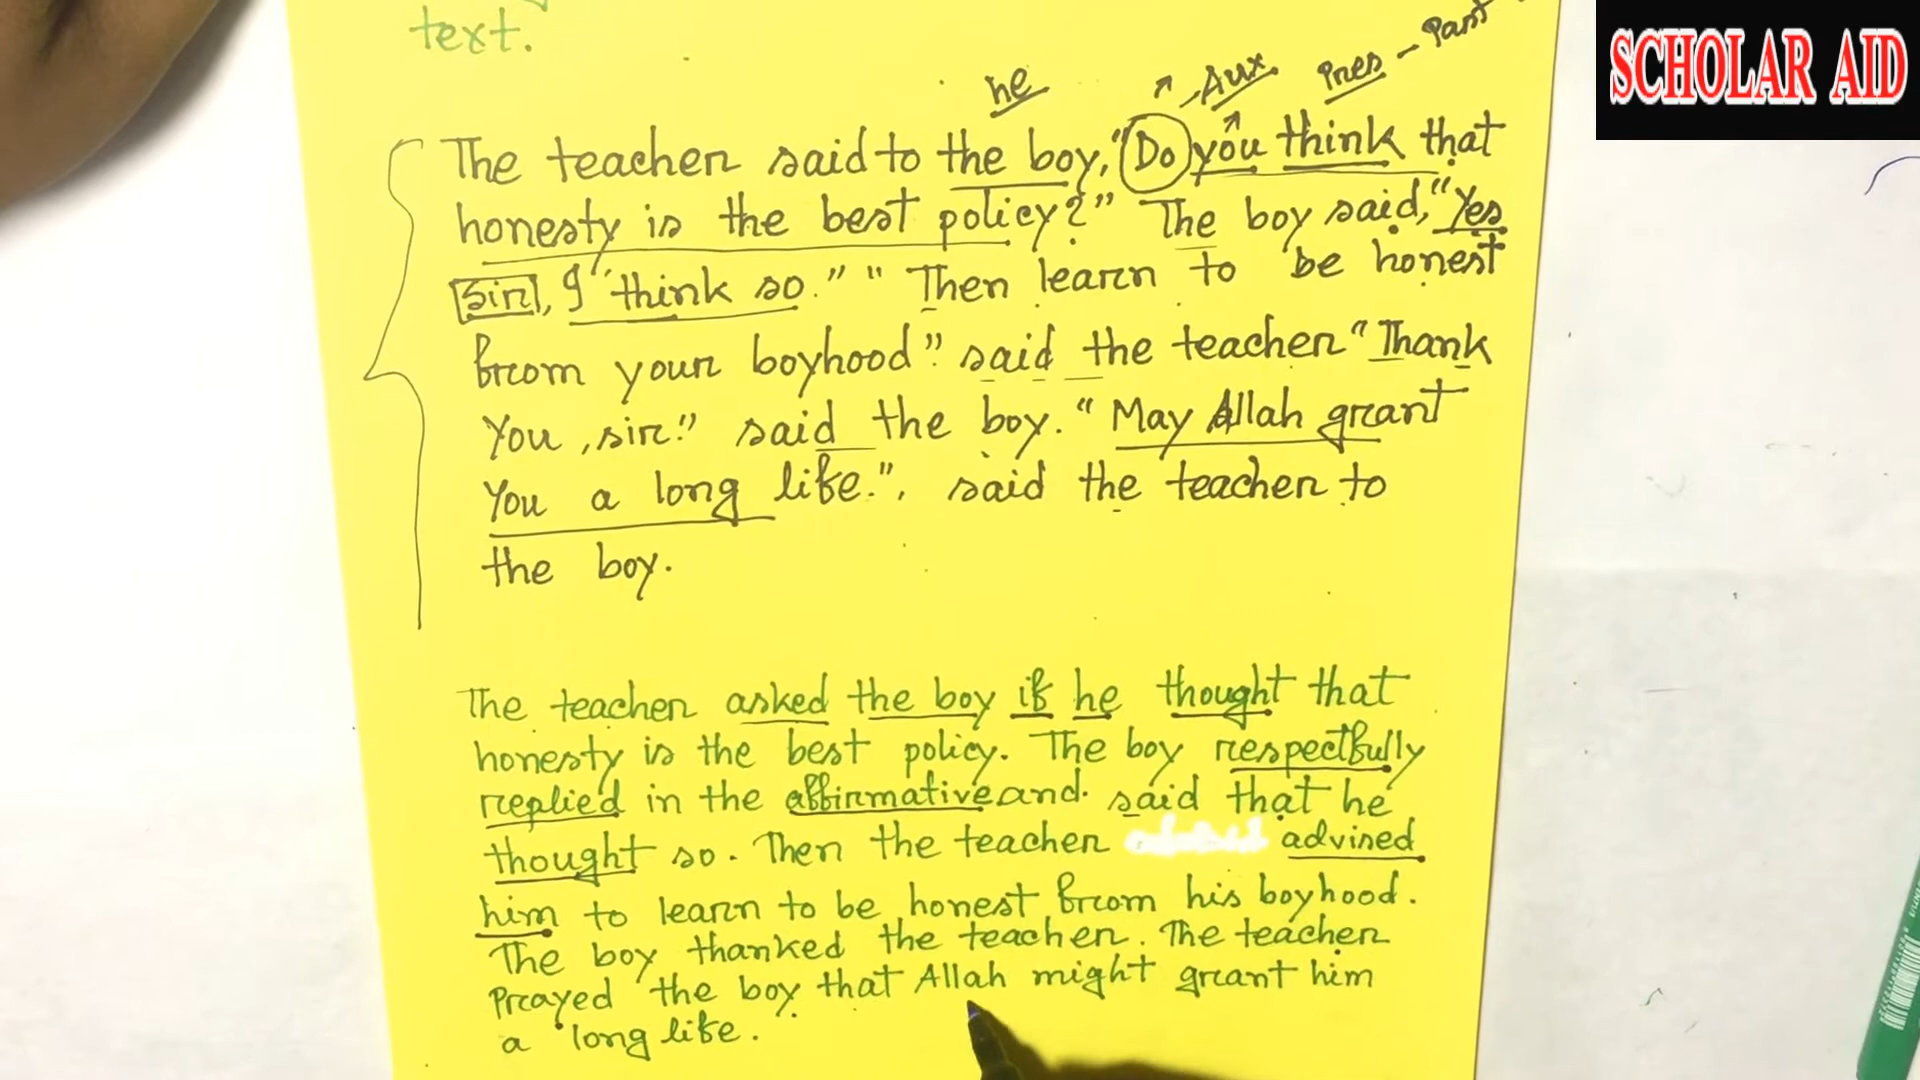 text.
SCHOLAR AID
he Aux Pres - Past
The teacher said to the boy, "Do you think that
honesty is the best policy?" The boy said, "Yes
sir, I think so." "Then learn to be honest
from your boyhood" said the teacher "Thank
You, sir." said the boy. "May Allah grant
You a long life.", said the teacher to
the boy.
The teacher asked the boy if he thought that
honesty is the best policy. The boy respectfully
replied in the affirmative and said that he
thought so. Then the teacher advised
him to learn to be honest from his boyhood.
The boy thanked the teacher. The teacher
Prayed the boy that Allah might grant him
a long life.